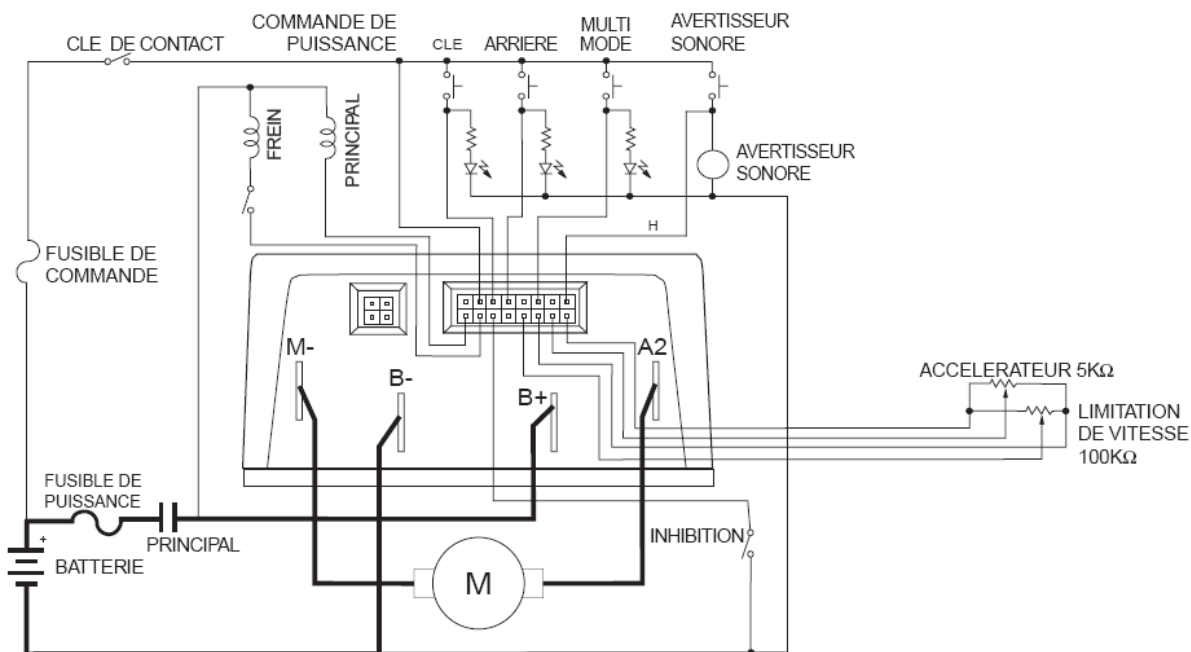 COMMANDE DE
PUISSANCE
CLE DE CONTACT
CLE
ARRIERE
MULTI
MODE
AVERTISSEUR
SONORE
FREIN
PRINCIPAL
AVERTISSEUR
SONORE
H
FUSIBLE DE
COMMANDE
M-
B-
B+
A2
ACCELERATEUR 5KΩ
LIMITATION
DE VITESSE
100KΩ
FUSIBLE DE
PUISSANCE
+
PRINCIPAL
BATTERIE
M
INHIBITION